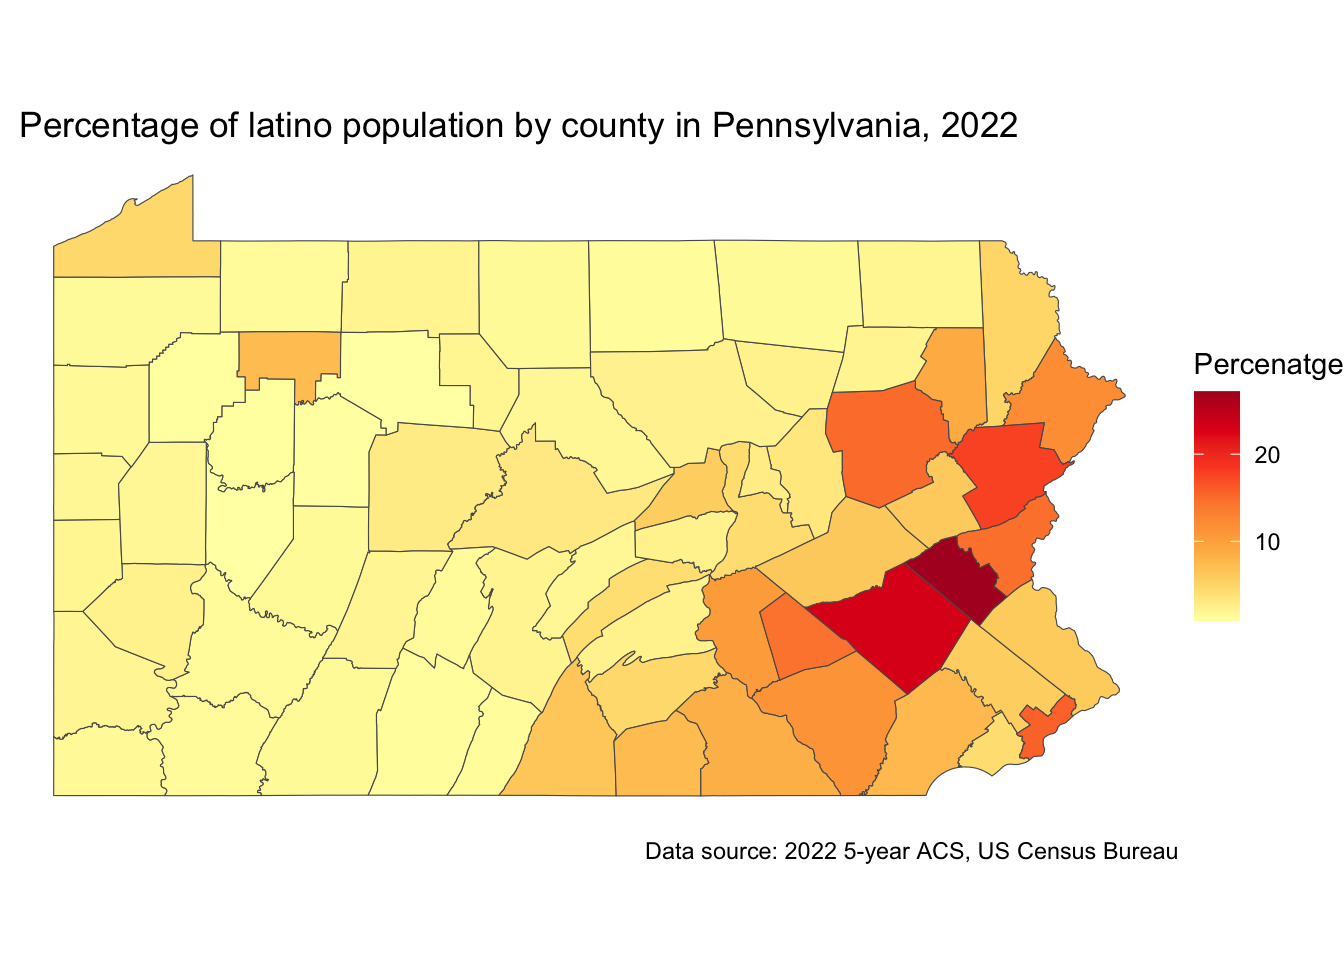 Percentage of latino population by county in Pennsylvania, 2022
Percenatge
20
10
Data source: 2022 5-year ACS, US Census Bureau